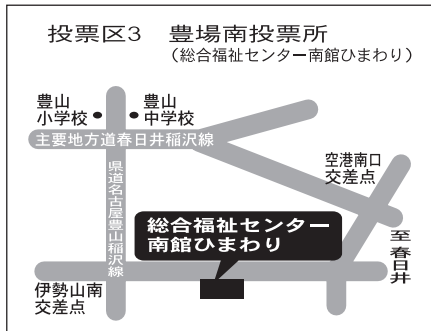 投票区3　豊場南投票所
（総合福祉センター南館ひまわり）
豊山
小学校
豊山
中学校
主要地方道春日井稲沢線
県道名古屋豊山稲沢線
空港南口
交差点
総合福祉センター
南館ひまわり
至 春日井
伊勢山南
交差点